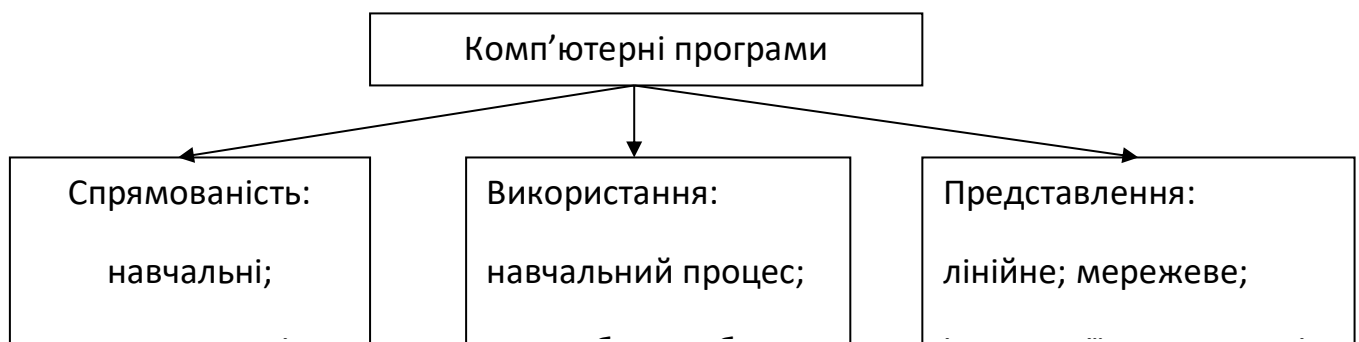 Комп’ютерні програми
Спрямованість:
навчальні;
Використання:
навчальний процес;
Представлення:
лінійне; мережеве;